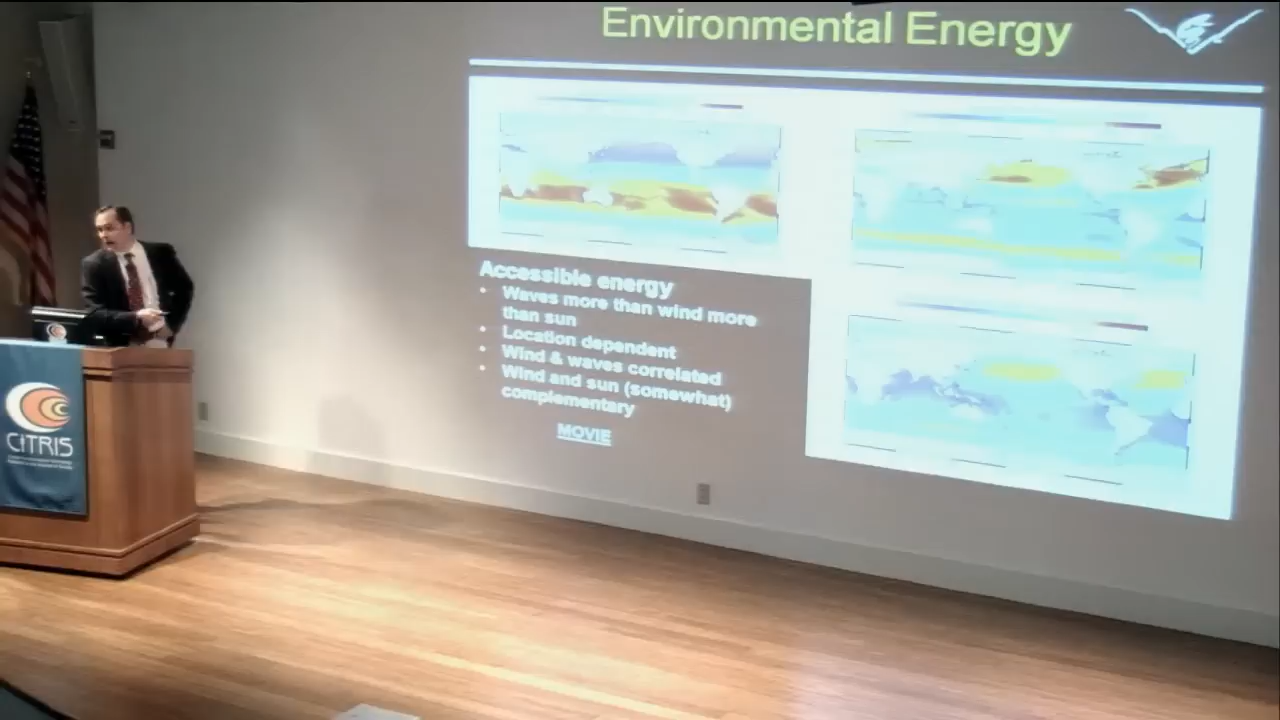 Environmental Energy
Accessible energy
• Waves more than wind more
than sun
• Location dependent
• Wind & waves correlated
• Wind and sun (somewhat)
complementary
MOVIE
CITRIS